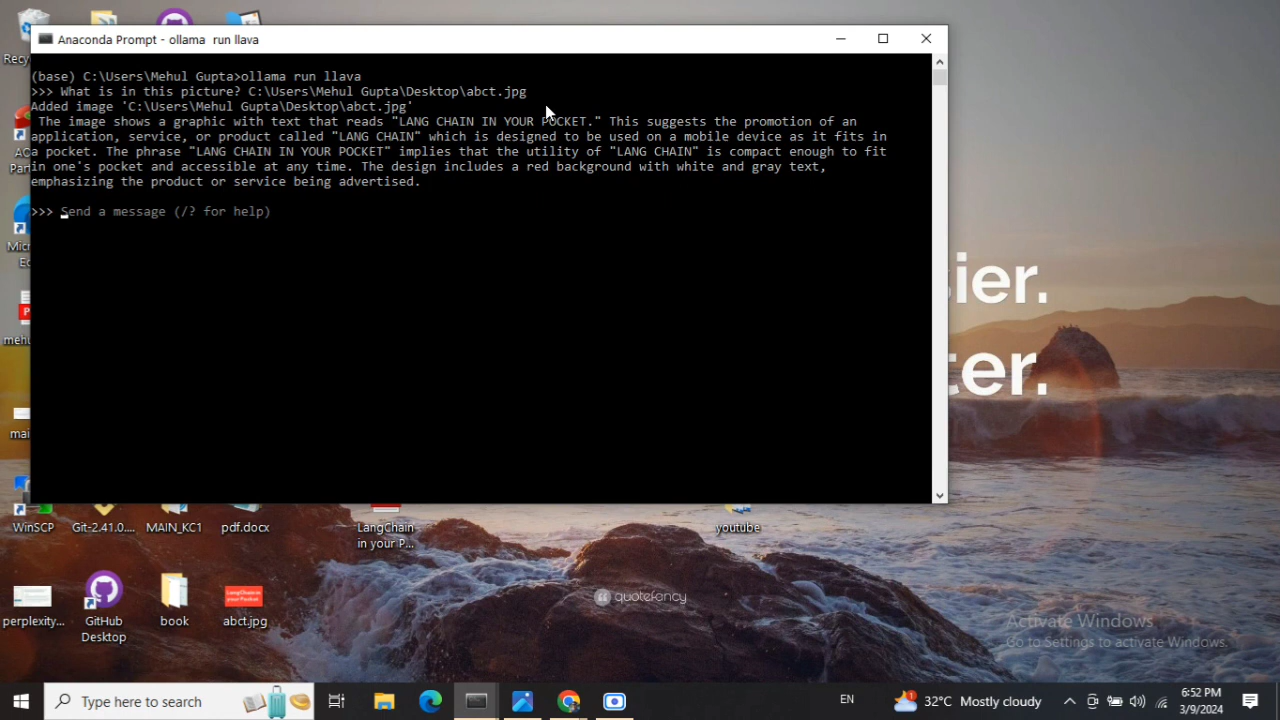 Anaconda Prompt - ollama  run llava
(base) C:\Users\Mehul Gupta>ollama run llava
>>> What is in this picture? C:\Users\Mehul Gupta\Desktop\abct.jpg
Added image 'C:\Users\Mehul Gupta\Desktop\abct.jpg'
The image shows a graphic with text that reads "LANG CHAIN IN YOUR POCKET." This suggests the promotion of an
application, service, or product called "LANG CHAIN" which is designed to be used on a mobile device as it fits in
a pocket. The phrase "LANG CHAIN IN YOUR POCKET" implies that the utility of "LANG CHAIN" is compact enough to fit
in one's pocket and accessible at any time. The design includes a red background with white and gray text,
emphasizing the product or service being advertised.
>>> Send a message (/? for help)
sier.
ter.
WinSCP
Git-2.41.0....
MAIN_KC1
pdf.docx
LangChain
in your P...
youtube
perplexity...
GitHub
Desktop
book
LangChain in
your Pocket
abct.jpg
quotefancy
Activate Windows
Go to Settings to activate Windows.
Type here to search
EN
1
32°C Mostly cloudy
6:52 PM
3/9/2024